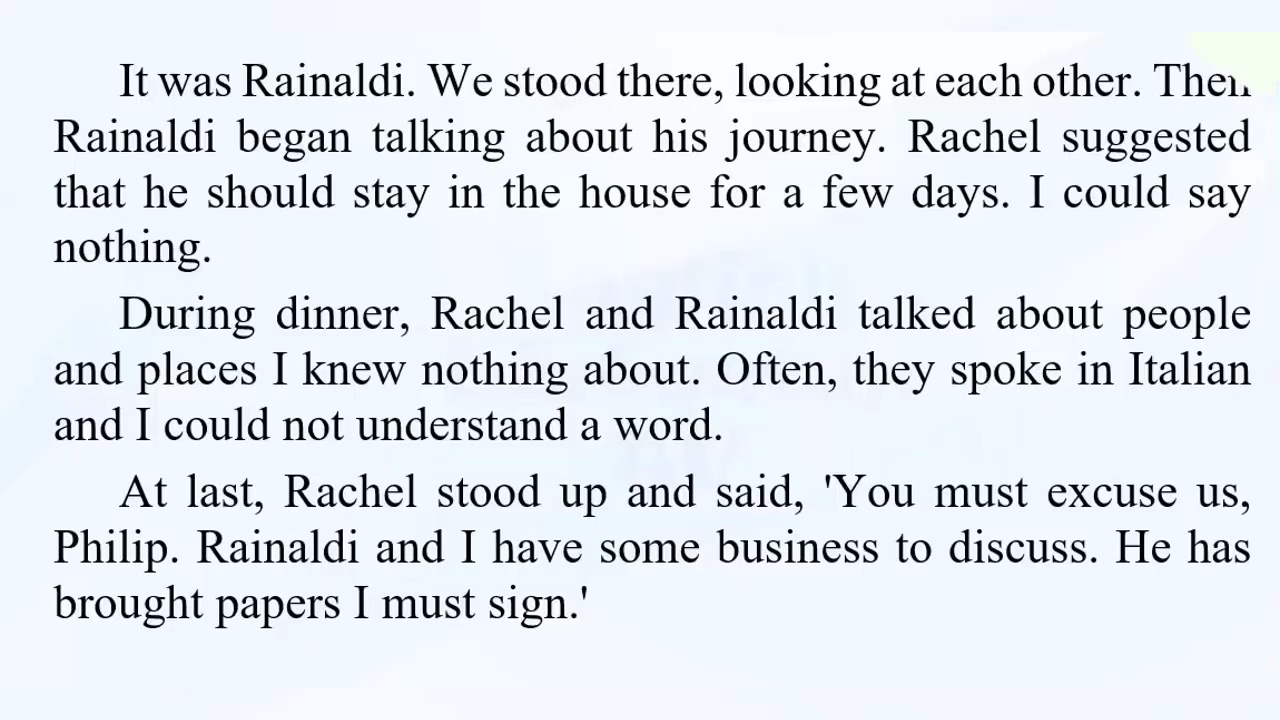 It was Rainaldi. We stood there, looking at each other. Then
Rainaldi began talking about his journey. Rachel suggested
that he should stay in the house for a few days. I could say
nothing.
During dinner, Rachel and Rainaldi talked about people
and places I knew nothing about. Often, they spoke in Italian
and I could not understand a word.
At last, Rachel stood up and said, 'You must excuse us,
Philip. Rainaldi and I have some business to discuss. He has
brought papers I must sign.'